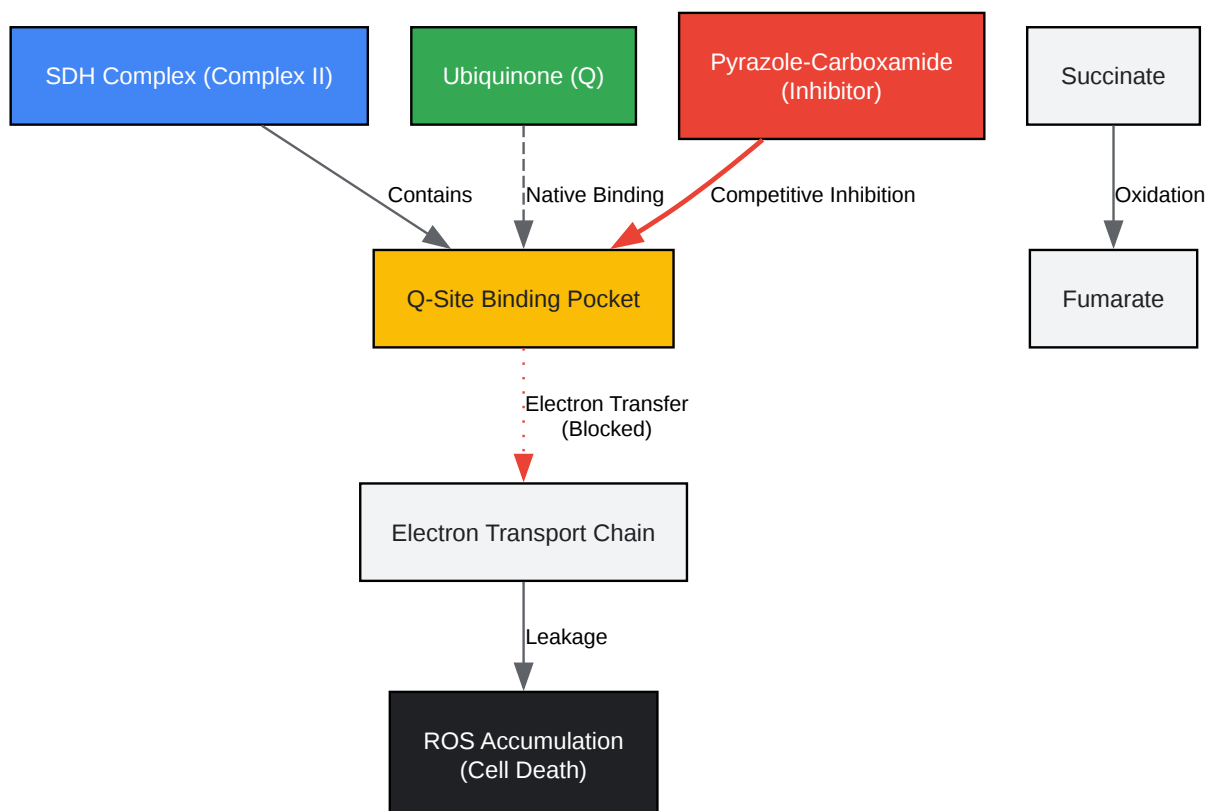 SDH Complex (Complex II)
Ubiquinone (Q)
Pyrazole-Carboxamide
(Inhibitor)
Succinate
Contains
Native Binding
Competitive Inhibition
Oxidation
Q-Site Binding Pocket
Fumarate
Electron Transfer
(Blocked)
Electron Transport Chain
Leakage
ROS Accumulation
(Cell Death)